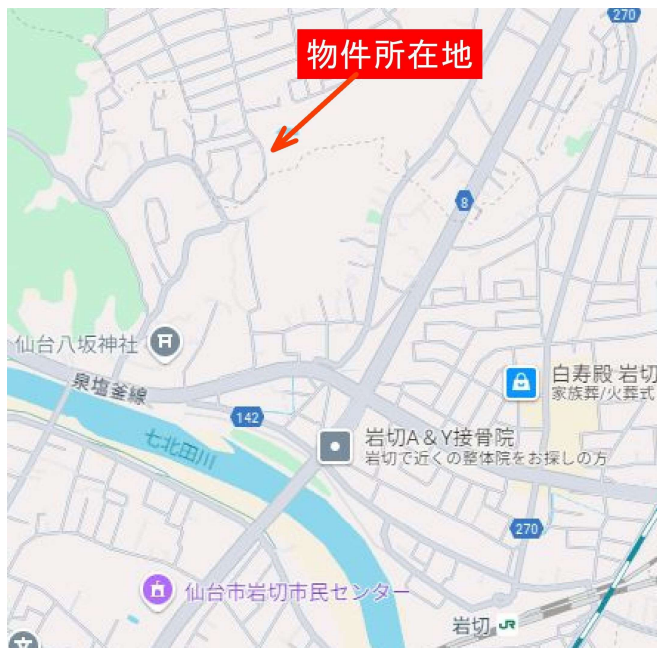 270
物件所在地
8
仙台八坂神社
泉塩釜線
白寿殿 岩切
家族葬/火葬式
142
岩切A&Y接骨院
岩切で近くの整体院をお探しの方
七北田川
270
仙台市岩切市民センター
岩切 JR
文